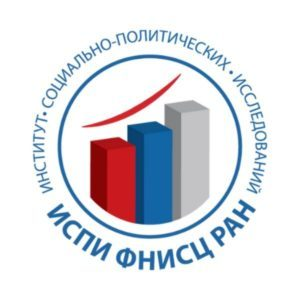 ИНСТИТУТ • СОЦИАЛЬНО-ПОЛИТИЧЕСКИХ • ИССЛЕДОВАНИЙ
ИСПИ ФНИСЦ РАН